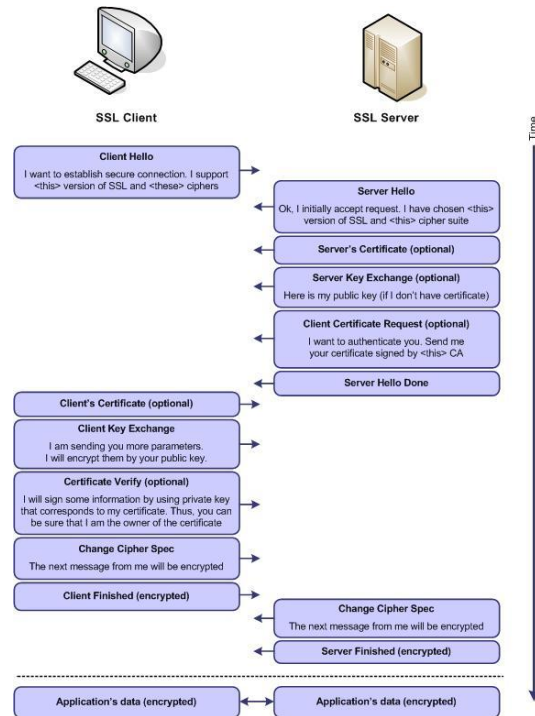 SSL Client
SSL Server
Time
Client Hello
I want to establish secure connection. I support
<this> version of SSL and <these> ciphers
Server Hello
Ok, I initially accept request. I have chosen <this>
version of SSL and <this> cipher suite
Server's Certificate (optional)
Server Key Exchange (optional)
Here is my public key (if I don't have certificate)
Client Certificate Request (optional)
I want to authenticate you. Send me
your certificate signed by <this> CA
Server Hello Done
Client's Certificate (optional)
Client Key Exchange
I am sending you more parameters.
I will encrypt them by your public key.
Certificate Verify (optional)
I will sign some information by using private key
that corresponds to my certificate. Thus, you can
be sure that I am the owner of the certificate
Change Cipher Spec
The next message from me will be encrypted
Client Finished (encrypted)
Change Cipher Spec
The next message from me will be encrypted
Server Finished (encrypted)
Application's data (encrypted)
Application's data (encrypted)